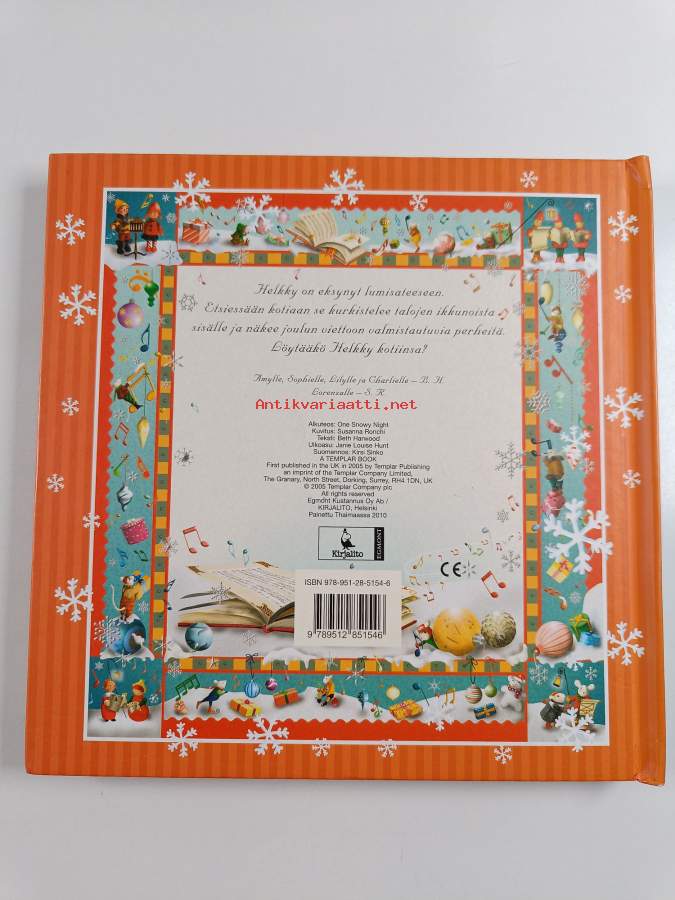 Helkky on eksynyt lumisateeseen.
Etsiessään kotiaan se kurkistelee talojen ikkunoista
sisälle ja näkee joulun viettoon valmistautuvia perheitä.
Löytääkö Helkky kotiinsa?
Amylle, Sophielle, Lilylle ja Charlielle – B. H.
Lorenzalle – S. R.
Antikvariaatti.net
Alkuteos: One Snowy Night
Kuvitus: Susanna Ronchi
Teksti: Beth Harwood
Ulkoasu: Janie Louise Hunt
Suomennos: Kirsi Sinko
A TEMPLAR BOOK
First published in the UK in 2005 by Templar Publishing
an imprint of the Templar Company Limited,
The Granary, North Street, Dorking, Surrey, RH4 1DN, UK
© 2005 Templar Company plc
All rights reserved
Egmont Kustannus Oy Ab /
KIRJALITO, Helsinki
Painettu Thaimaassa 2010
Kirjalito
EGMONT
CE
ISBN 978-951-28-5154-6
9 789512 851546